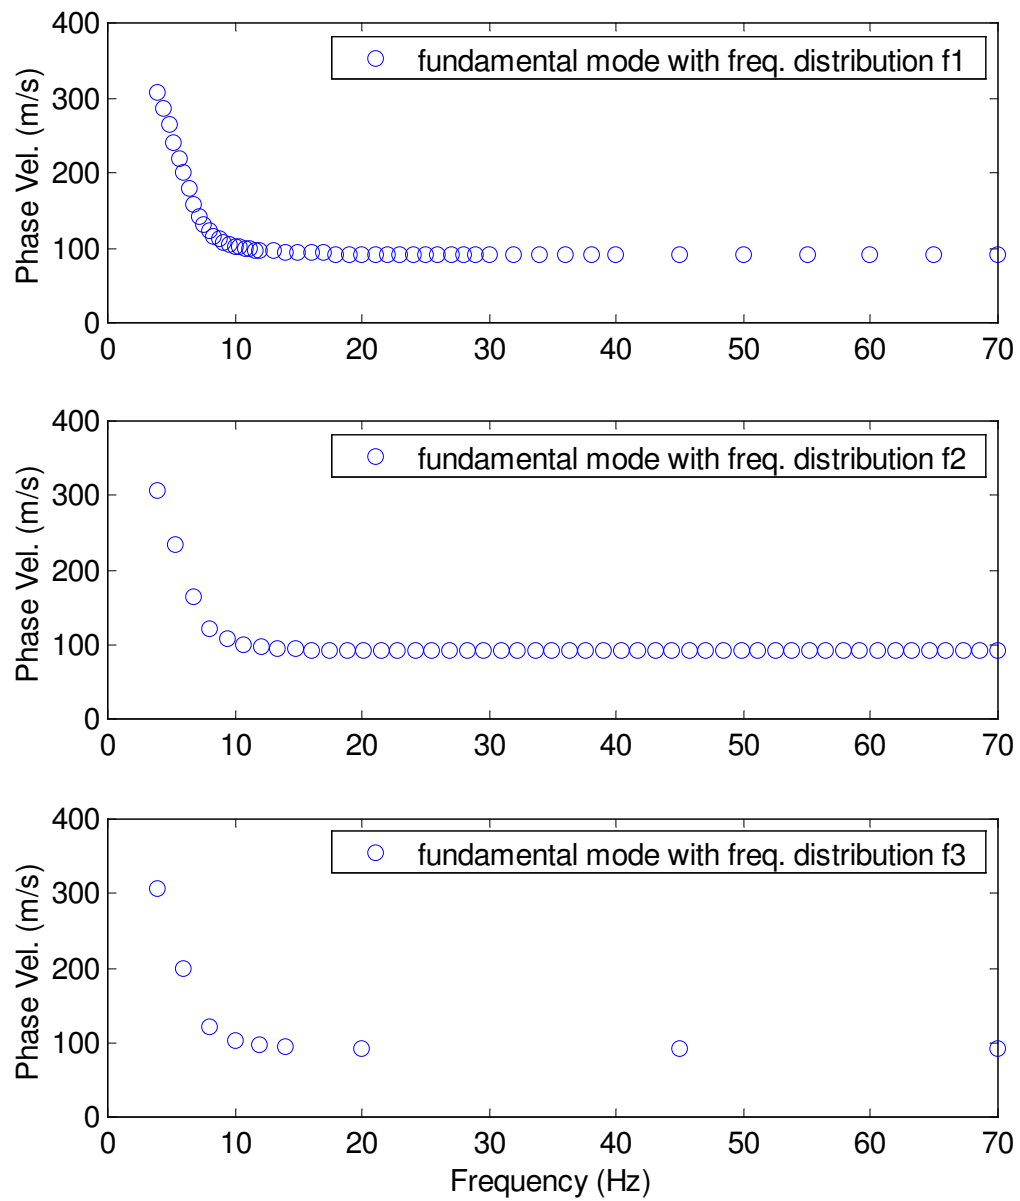 400
300
200
100
0
Phase Vel. (m/s)
fundamental mode with freq. distribution f1
0 10 20 30 40 50 60 70
400
300
200
100
0
Phase Vel. (m/s)
fundamental mode with freq. distribution f2
0 10 20 30 40 50 60 70
400
300
200
100
0
Phase Vel. (m/s)
fundamental mode with freq. distribution f3
0 10 20 30 40 50 60 70
Frequency (Hz)